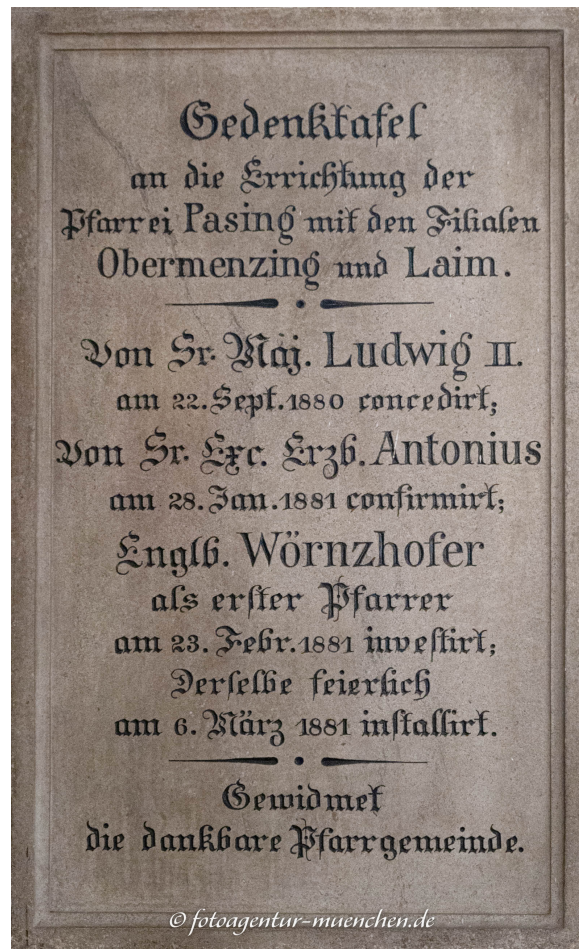 Gedenktafel
an die Errichtung der
Pfarrei Pasing mit den Filialen
Obermenzing und Laim.
Von Sr. Maj. Ludwig II.
am 22. Sept. 1880 concedirt;
Von Sr. Exc. Erzb. Antonius
am 28. Jan. 1881 confirmirt;
Englb. Wörnzhofer
als erster Pfarrer
am 23. Febr. 1881 investirt;
Derselbe feierlich
am 6. März 1881 installirt.
Gewidmet
die dankbare Pfarrgemeinde.
© fotoagentur-muenchen.de